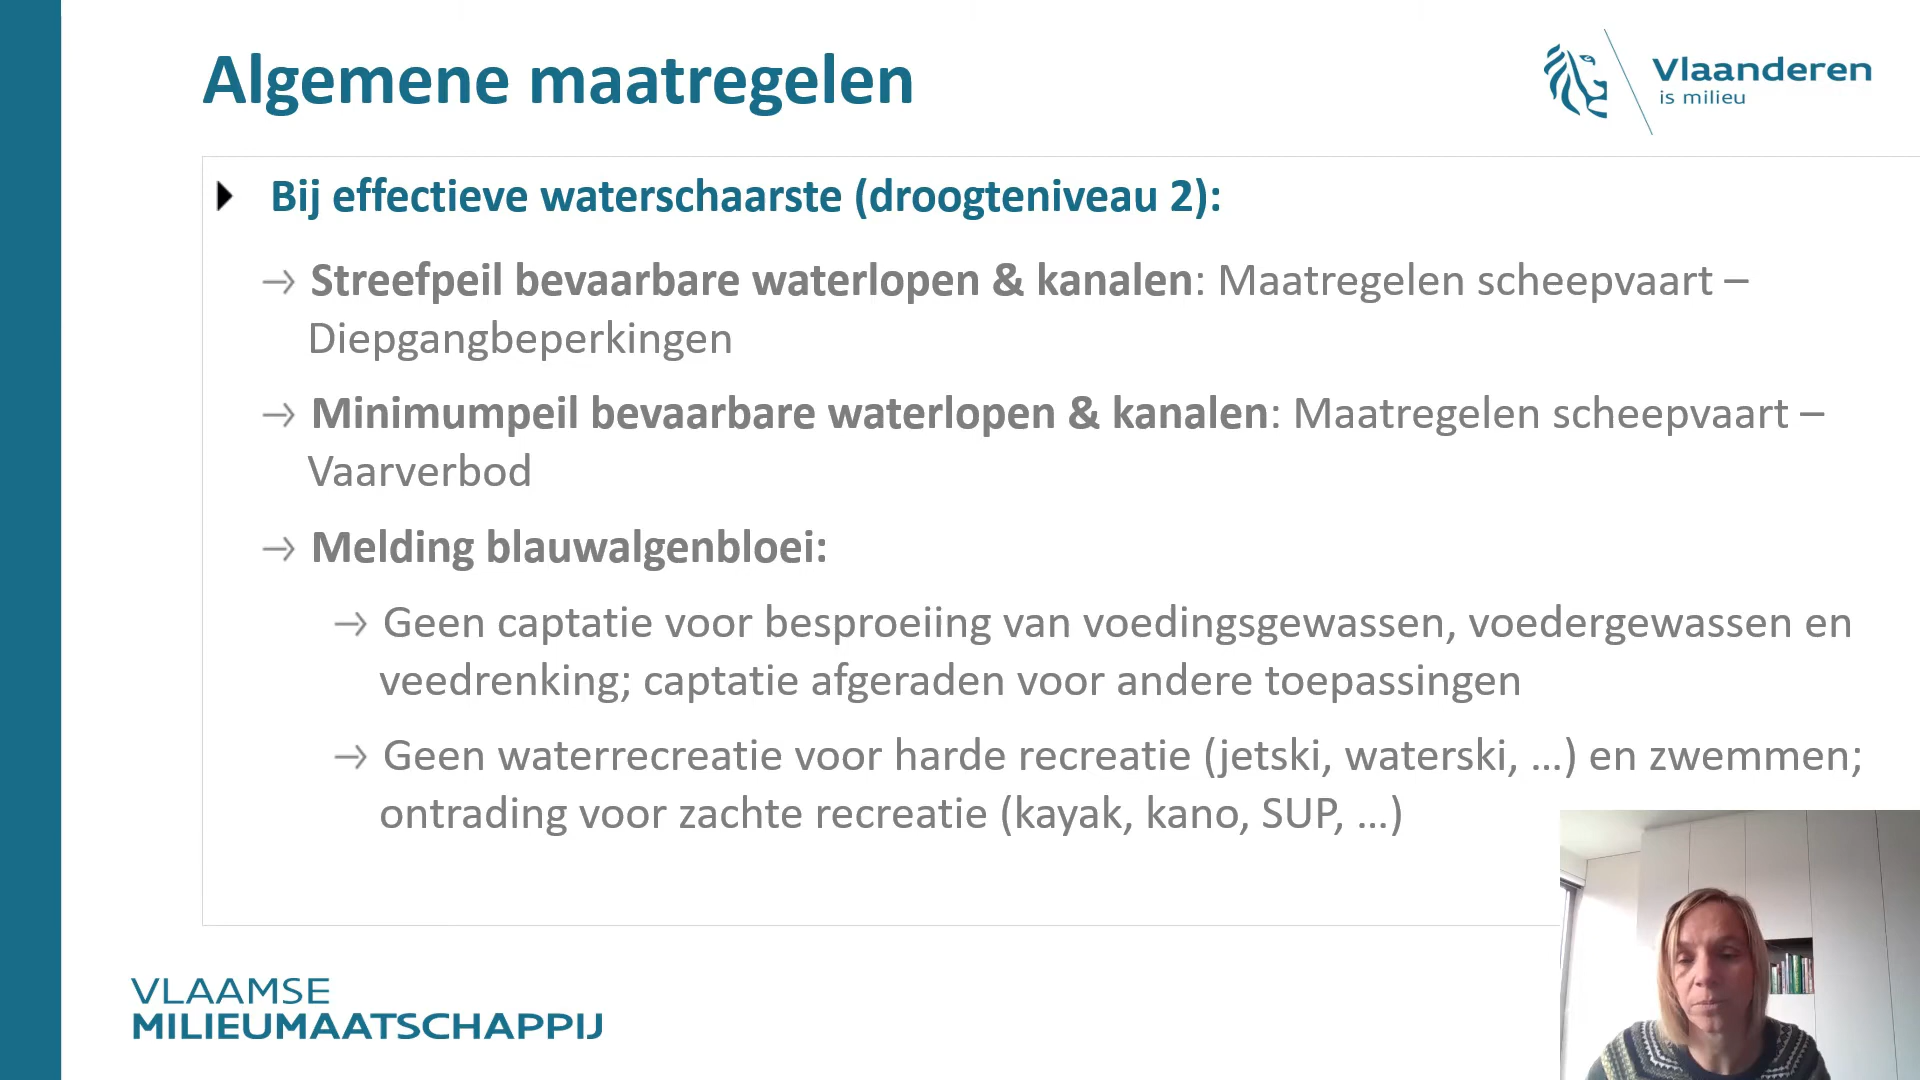 Algemene maatregelen
Vlaanderen
is milieu
Bij effectieve waterschaarste (droogteniveau 2):
→ Streefpeil bevaarbare waterlopen & kanalen: Maatregelen scheepvaart –
Diepgangbeperkingen
→ Minimumpeil bevaarbare waterlopen & kanalen: Maatregelen scheepvaart –
Vaarverbod
→ Melding blauwalgenbloei:
→ Geen captatie voor besproeiing van voedingsgewassen, voedergewassen en
veedrenking; captatie afgeraden voor andere toepassingen
→ Geen waterrecreatie voor harde recreatie (jetski, waterski, …) en zwemmen;
ontrading voor zachte recreatie (kayak, kano, SUP, …)
VLAAMSE
MILIEUMAATSCHAPPIJ